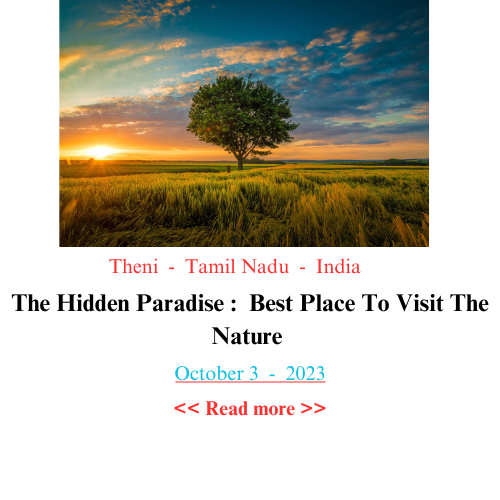 Theni - Tamil Nadu - India
The Hidden Paradise : Best Place To Visit The
Nature
October 3 - 2023
<< Read more >>